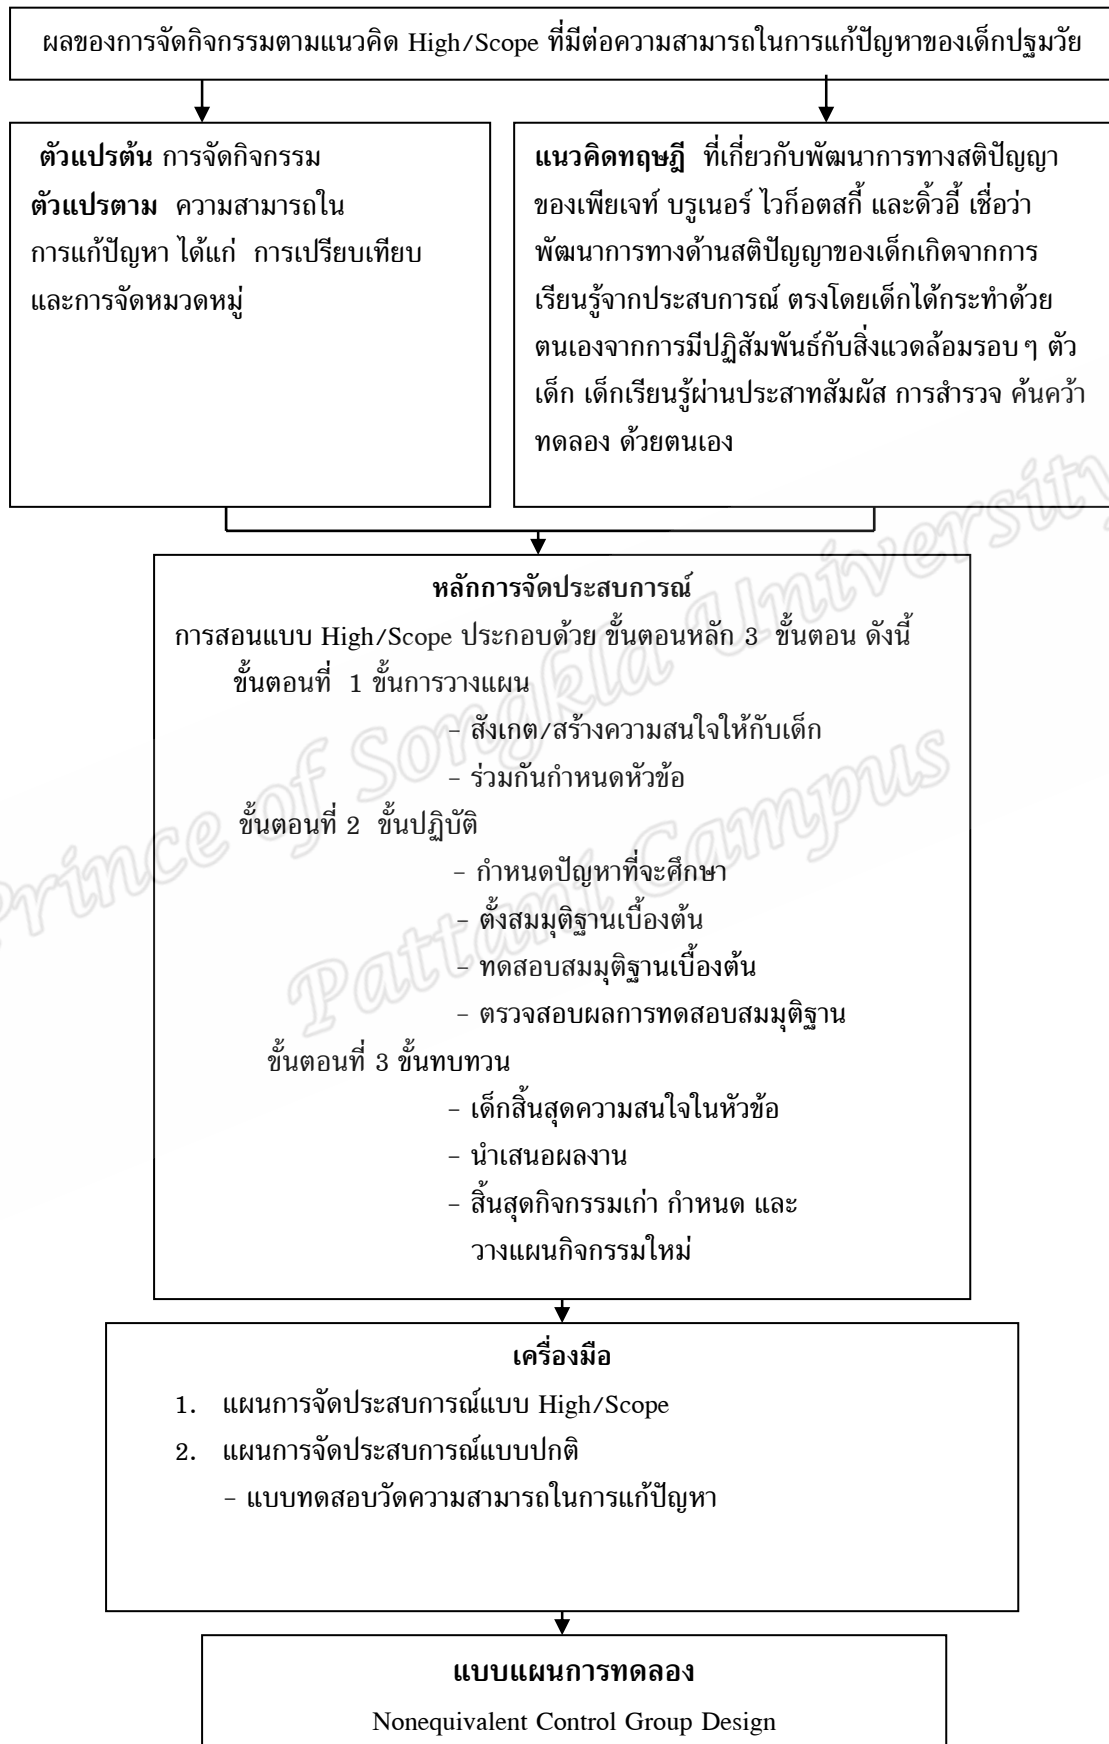 ผลของการจัดกิจกรรมตามแนวคิด High/Scope ที่มีต่อความสามารถในการแก้ปัญหาของเด็กปฐมวัย
ตัวแปรต้น การจัดกิจกรรม
ตัวแปรตาม ความสามารถใน
การแก้ปัญหา ได้แก่ การเปรียบเทียบ
และการจัดหมวดหมู่
แนวคิดทฤษฎี ที่เกี่ยวกับพัฒนาการทางสติปัญญา
ของเพียเจท์ บรูเนอร์ ไวก็อตสกี้ และดิ้วอี้ เชื่อว่า
พัฒนาการทางด้านสติปัญญาของเด็กเกิดจากการ
เรียนรู้จากประสบการณ์ ตรงโดยเด็กได้กระทำด้วย
ตนเองจากการมีปฏิสัมพันธ์กับสิ่งแวดล้อมรอบ ๆ ตัว
เด็ก เด็กเรียนรู้ผ่านประสาทสัมผัส การสำรวจ ค้นคว้า
ทดลอง ด้วยตนเอง
หลักการจัดประสบการณ์
การสอนแบบ High/Scope ประกอบด้วย ขั้นตอนหลัก 3 ขั้นตอน ดังนี้
ขั้นตอนที่ 1 ขั้นการวางแผน
- สังเกต/สร้างความสนใจให้กับเด็ก
- ร่วมกันกำหนดหัวข้อ
ขั้นตอนที่ 2 ขั้นปฏิบัติ
- กำหนดปัญหาที่จะศึกษา
- ตั้งสมมุติฐานเบื้องต้น
- ทดสอบสมมุติฐานเบื้องต้น
- ตรวจสอบผลการทดสอบสมมุติฐาน
ขั้นตอนที่ 3 ขั้นทบทวน
- เด็กสิ้นสุดความสนใจในหัวข้อ
- นำเสนอผลงาน
- สิ้นสุดกิจกรรมเก่า กำหนด และ
วางแผนกิจกรรมใหม่
เครื่องมือ
1. แผนการจัดประสบการณ์แบบ High/Scope
2. แผนการจัดประสบการณ์แบบปกติ
- แบบทดสอบวัดความสามารถในการแก้ปัญหา
แบบแผนการทดลอง
Nonequivalent Control Group Design
Prince of Songkla University
Pattani Campus